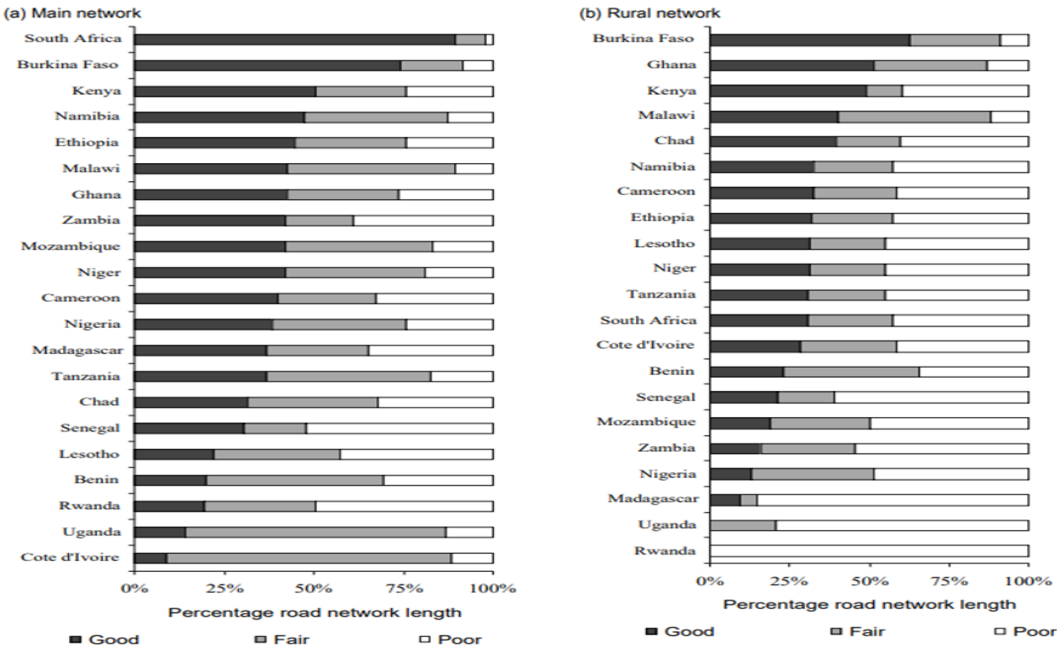 (a) Main network
South Africa
Burkina Faso
Kenya
Namibia
Ethiopia
Malawi
Ghana
Zambia
Mozambique
Niger
Cameroon
Nigeria
Madagascar
Tanzania
Chad
Senegal
Lesotho
Benin
Rwanda
Uganda
Cote d'Ivoire
0% 25% 50% 75% 100%
Percentage road network length
Good Fair Poor
(b) Rural network
Burkina Faso
Ghana
Kenya
Malawi
Chad
Namibia
Cameroon
Ethiopia
Lesotho
Niger
Tanzania
South Africa
Cote d'Ivoire
Benin
Senegal
Mozambique
Zambia
Nigeria
Madagascar
Uganda
Rwanda
0% 25% 50% 75% 100%
Percentage road network length
Good Fair Poor